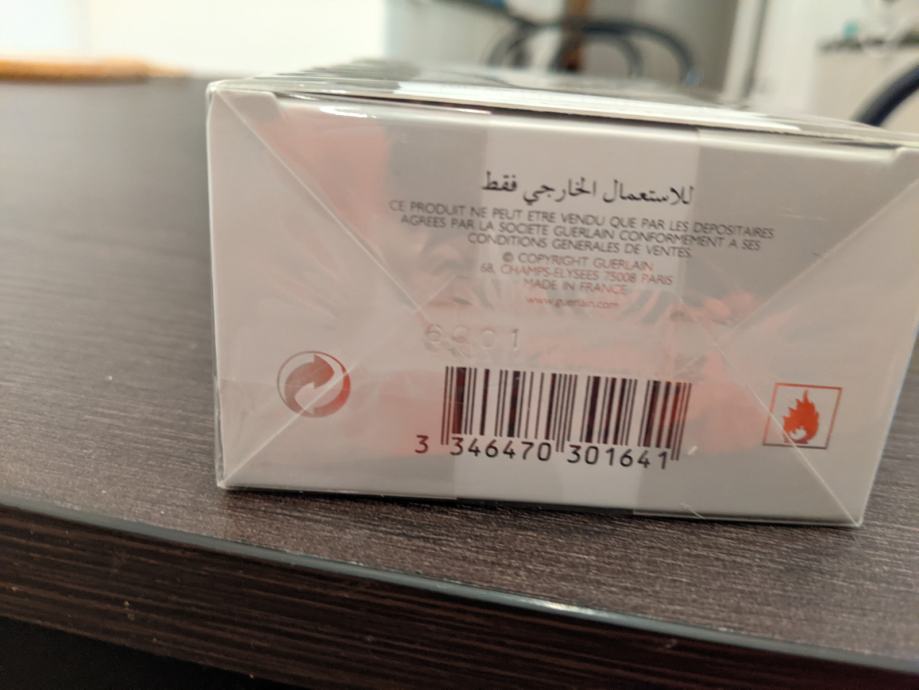 للاستعمال الخارجي فقط
CE PRODUIT NE PEUT ETRE VENDU QUE PAR LES DEPOSITAIRES
AGREES PAR LA SOCIETE GUERLAIN CONFORMEMENT A SES
CONDITIONS GENERALES DE VENTES.
© COPYRIGHT GUERLAIN
68, CHAMPS-ELYSEES 75008 PARIS
MADE IN FRANCE
www.guerlain.com
3 346470 301641